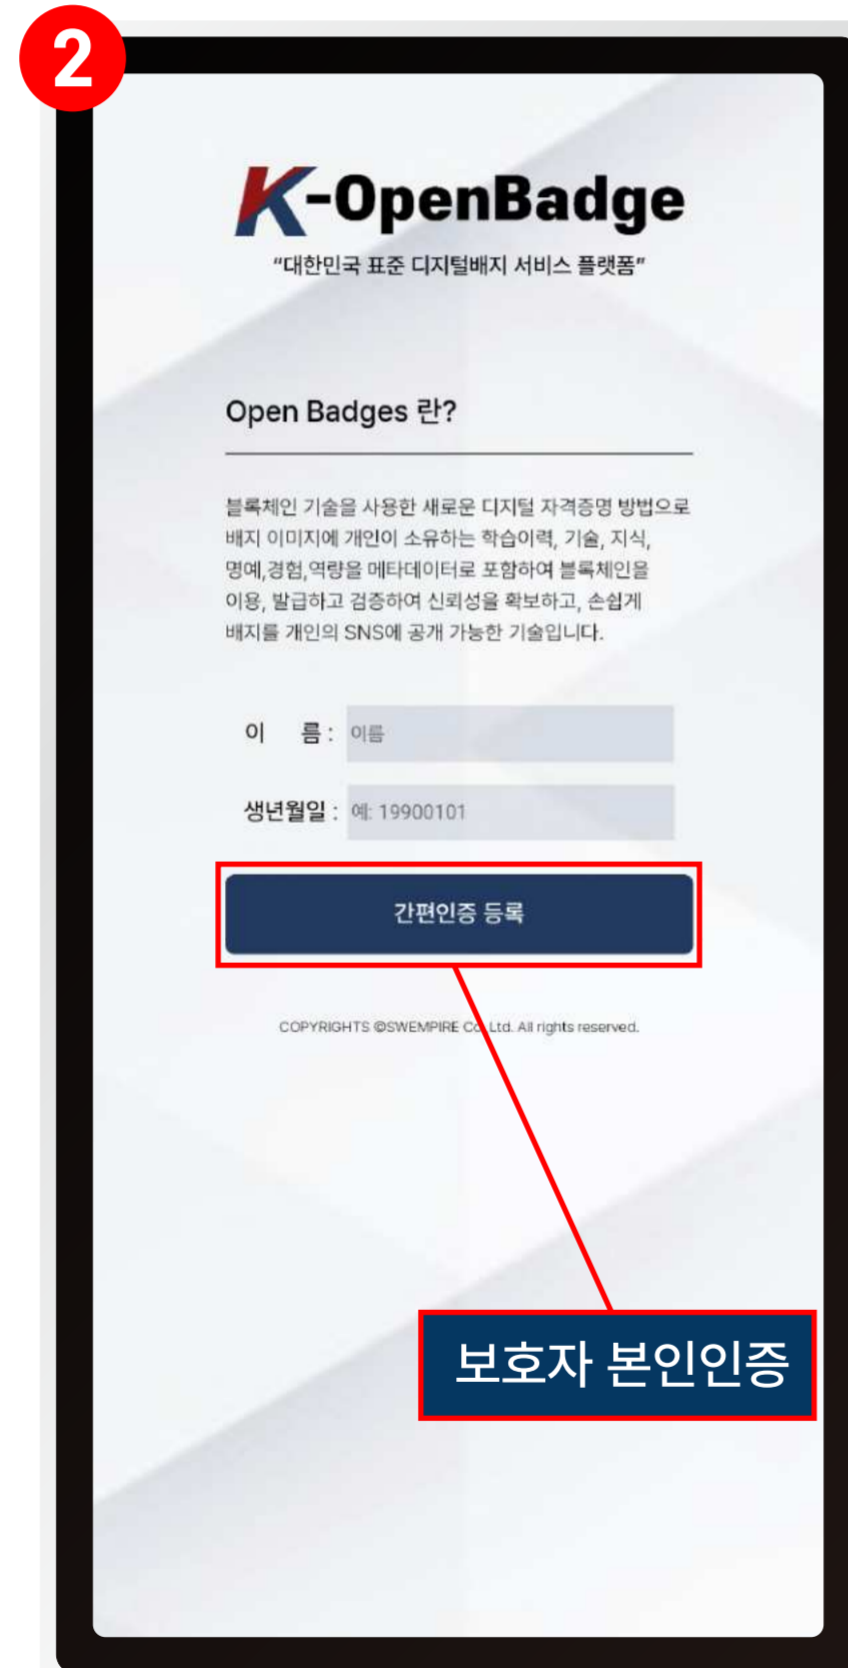 2
K-OpenBadge
“대한민국 표준 디지털배지 서비스 플랫폼”
Open Badges 란?
블록체인 기술을 사용한 새로운 디지털 자격증명 방법으로
배지 이미지에 개인이 소유하는 학습이력, 기술, 지식,
명예,경험,역량을 메타데이터로 포함하여 블록체인을
이용, 발급하고 검증하여 신뢰성을 확보하고, 손쉽게
배지를 개인의 SNS에 공개 가능한 기술입니다.
이 름 : 이름
생년월일 : 예: 19900101
간편인증 등록
COPYRIGHTS ©SWEMPIRE Co. Ltd. All rights reserved.
보호자 본인인증